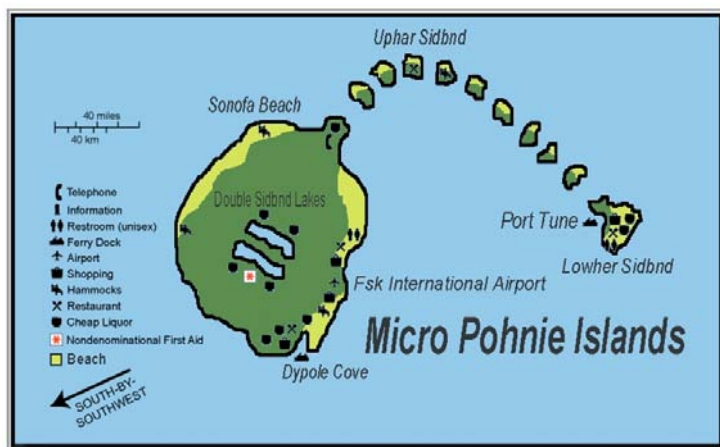 Uphar Sidbnd
40 miles
40 km
Sonofa Beach
Telephone
Information
Restroom (unisex)
Ferry Dock
Airport
Shopping
Hammocks
Restaurant
Cheap Liquor
Nondenominational First Aid
Beach
SOUTH-BY-
SOUTHWEST
Double Sidbnd Lakes
Port Tune
Lowher Sidbnd
Fsk International Airport
Micro Pohnie Islands
Dypole Cove